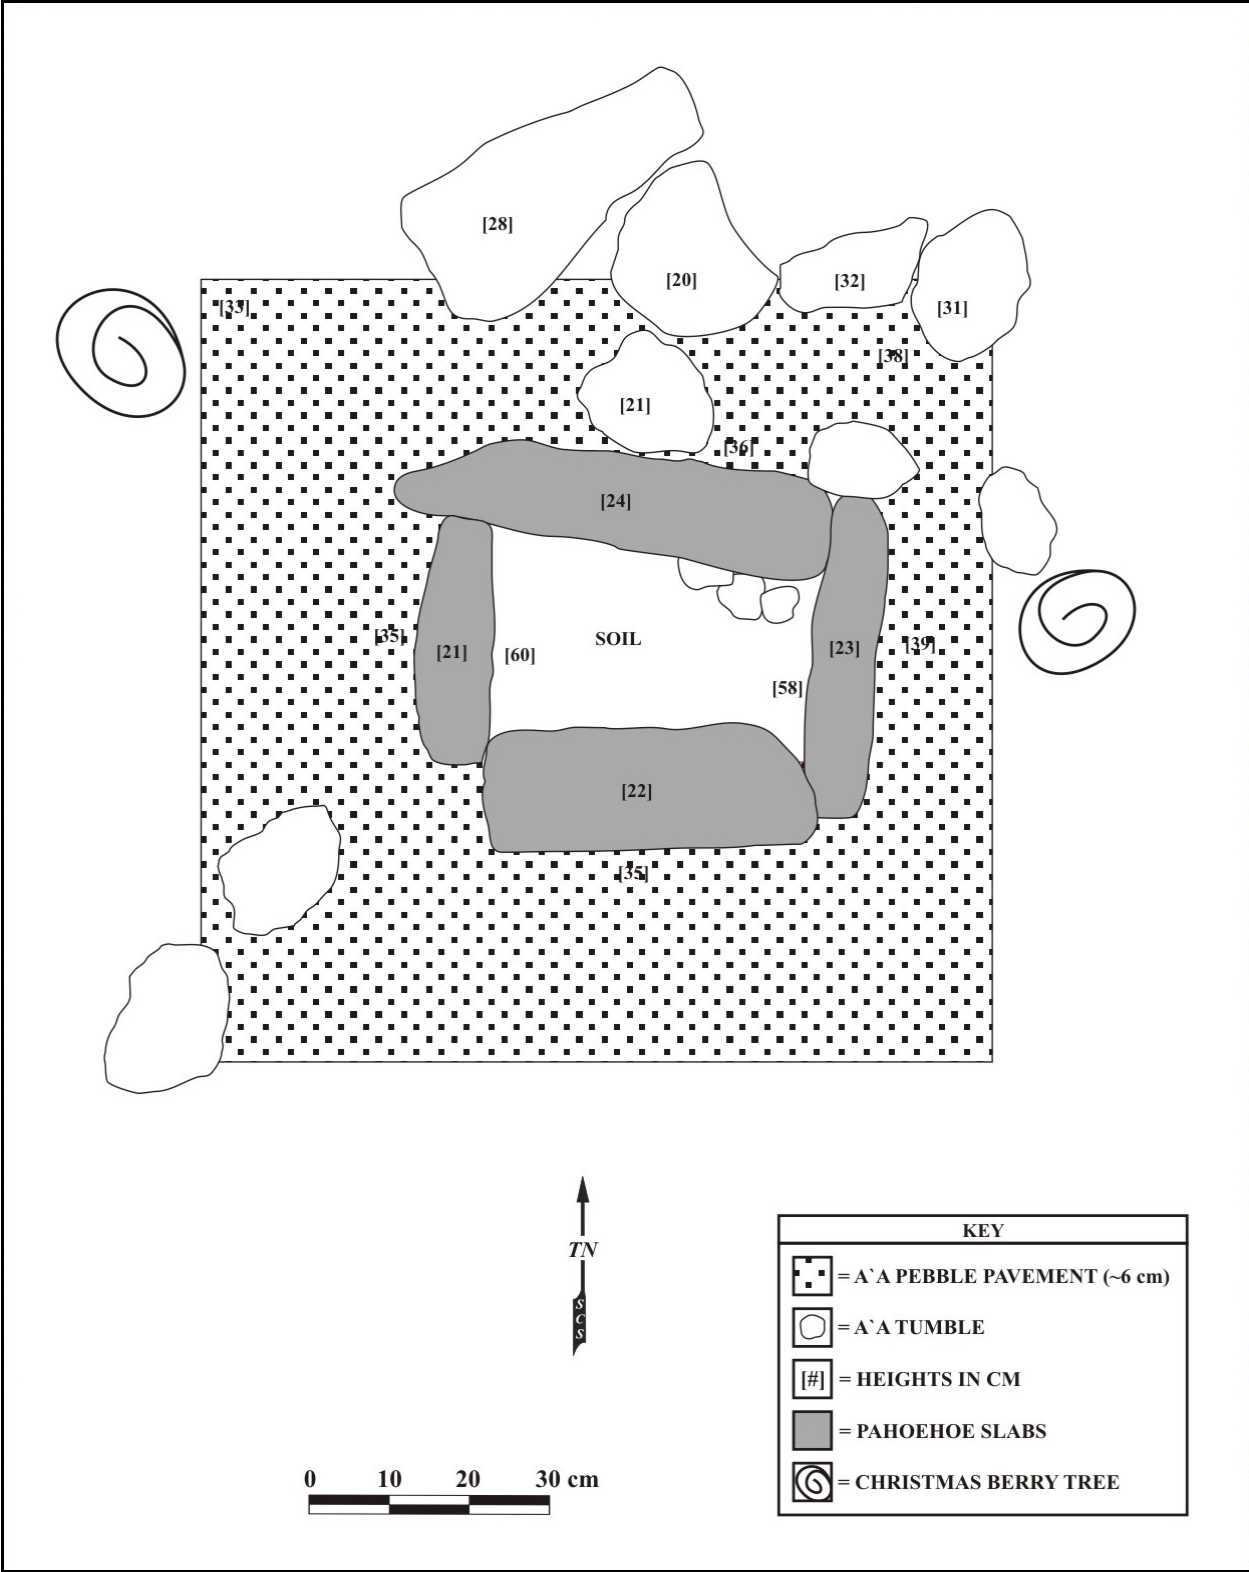 [28]
[20]
[32]
[31]
[33]
[38]
[21]
[36]
[24]
[35]
[21]
[60]
SOIL
[58]
[23]
[39]
[22]
[35]
TN
S
C
S
KEY
= A`A PEBBLE PAVEMENT (~6 cm)
= A`A TUMBLE
[#] = HEIGHTS IN CM
= PAHOEHOE SLABS
= CHRISTMAS BERRY TREE
0 10 20 30 cm